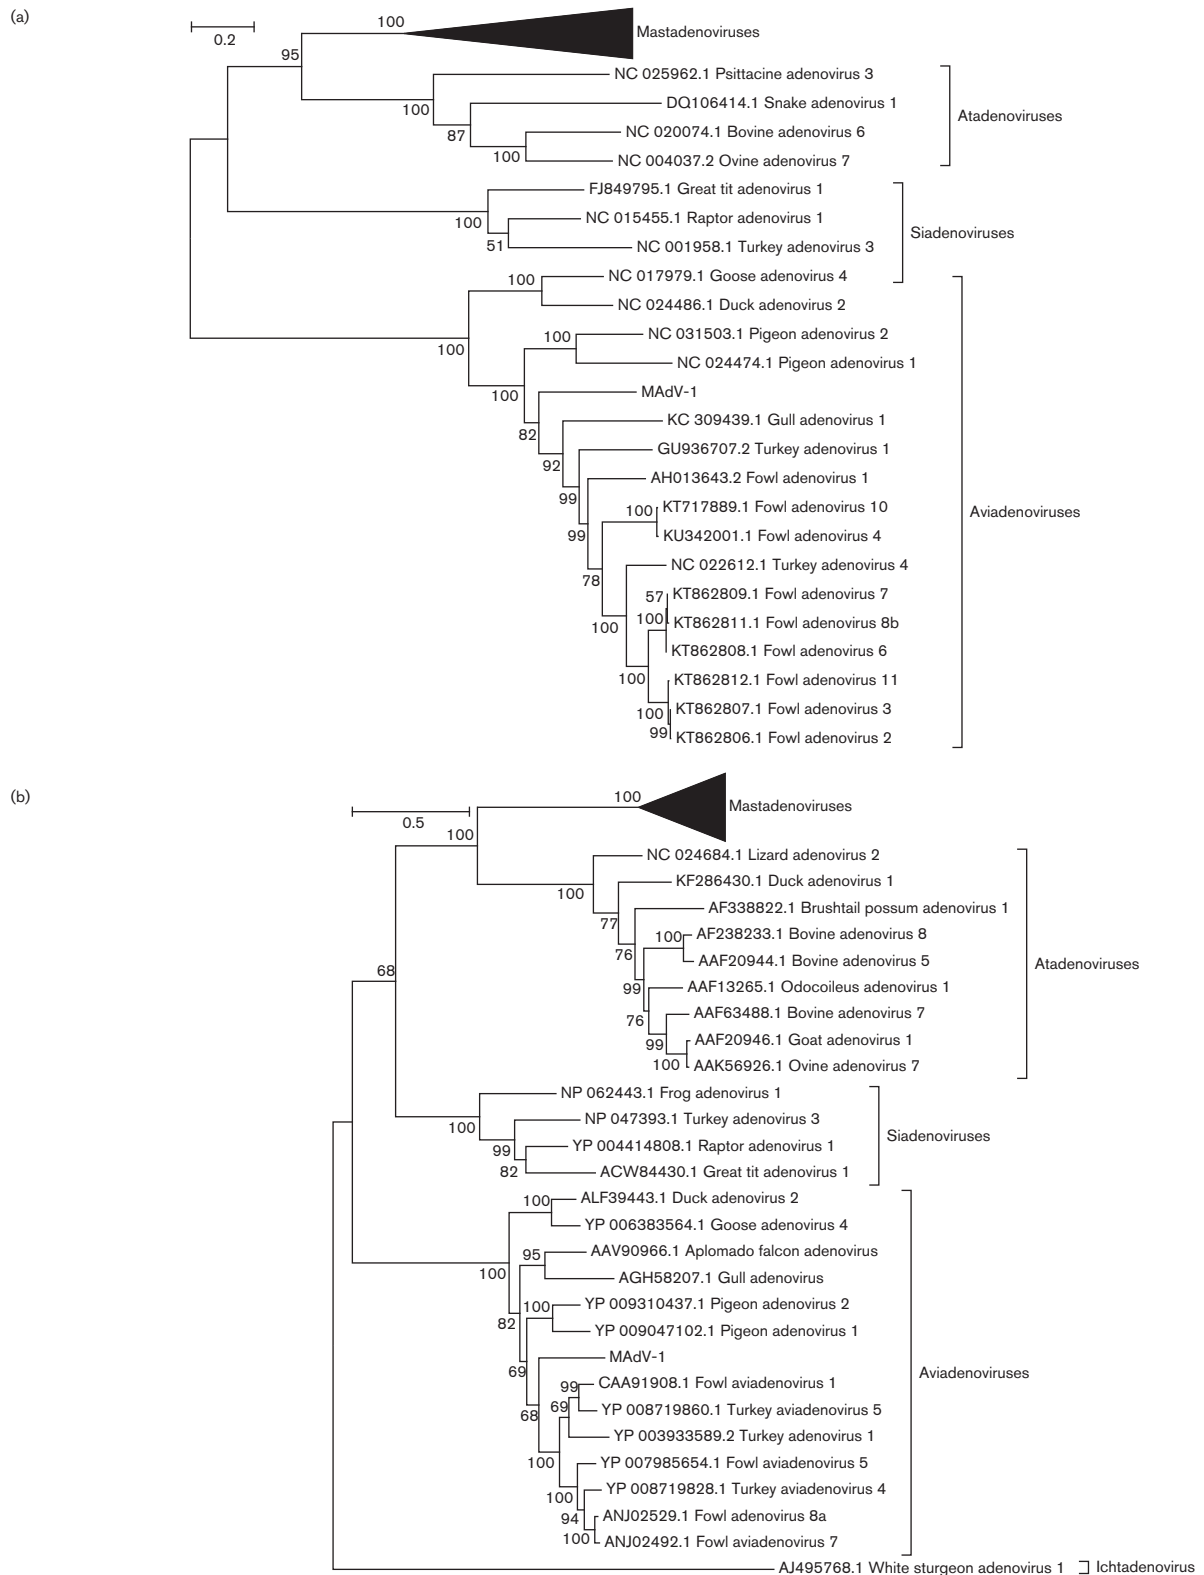 (a)
100
Mastadenoviruses
0.2
95
NC 025962.1 Psittacine adenovirus 3
100
DQ106414.1 Snake adenovirus 1
Atadenoviruses
87
NC 020074.1 Bovine adenovirus 6
100
NC 004037.2 Ovine adenovirus 7
FJ849795.1 Great tit adenovirus 1
100
NC 015455.1 Raptor adenovirus 1
Siadenoviruses
51
NC 001958.1 Turkey adenovirus 3
100
NC 017979.1 Goose adenovirus 4
NC 024486.1 Duck adenovirus 2
100
100
NC 031503.1 Pigeon adenovirus 2
NC 024474.1 Pigeon adenovirus 1
100
MAdV-1
82
KC 309439.1 Gull adenovirus 1
92
GU936707.2 Turkey adenovirus 1
99
AH013643.2 Fowl adenovirus 1
100
KT717889.1 Fowl adenovirus 10
Aviadenoviruses
99
KU342001.1 Fowl adenovirus 4
78
NC 022612.1 Turkey adenovirus 4
57
KT862809.1 Fowl adenovirus 7
100
KT862811.1 Fowl adenovirus 8b
100
KT862808.1 Fowl adenovirus 6
100
KT862812.1 Fowl adenovirus 11
100
KT862807.1 Fowl adenovirus 3
99
KT862806.1 Fowl adenovirus 2
(b)
100
Mastadenoviruses
0.5
100
NC 024684.1 Lizard adenovirus 2
100
KF286430.1 Duck adenovirus 1
77
AF338822.1 Brushtail possum adenovirus 1
100
AF238233.1 Bovine adenovirus 8
76
AAF20944.1 Bovine adenovirus 5
Atadenoviruses
68
99
AAF13265.1 Odocoileus adenovirus 1
76
AAF63488.1 Bovine adenovirus 7
99
AAF20946.1 Goat adenovirus 1
100
AAK56926.1 Ovine adenovirus 7
NP 062443.1 Frog adenovirus 1
100
NP 047393.1 Turkey adenovirus 3
Siadenoviruses
99
YP 004414808.1 Raptor adenovirus 1
82
ACW84430.1 Great tit adenovirus 1
100
ALF39443.1 Duck adenovirus 2
YP 006383564.1 Goose adenovirus 4
95
AAV90966.1 Aplomado falcon adenovirus
100
AGH58207.1 Gull adenovirus
100
YP 009310437.1 Pigeon adenovirus 2
82
YP 009047102.1 Pigeon adenovirus 1
69
MAdV-1
Aviadenoviruses
99
CAA91908.1 Fowl aviadenovirus 1
69
YP 008719860.1 Turkey aviadenovirus 5
68
YP 003933589.2 Turkey adenovirus 1
100
YP 007985654.1 Fowl aviadenovirus 5
100
YP 008719828.1 Turkey aviadenovirus 4
94
ANJ02529.1 Fowl adenovirus 8a
100
ANJ02492.1 Fowl aviadenovirus 7
AJ495768.1 White sturgeon adenovirus 1
Ichtadenovirus